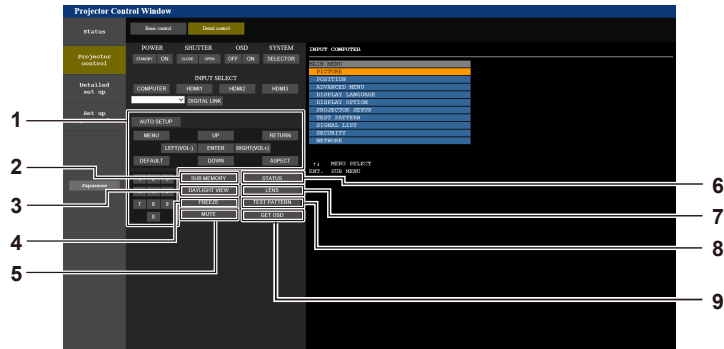 Projector Control Window
Status
Basic control
Detail control
POWER SHUTTER OSD SYSTEM
STANDBY ON CLOSE OPEN OFF ON SELECTOR
Projector control
INPUT SELECT
COMPUTER HDMI1 HDMI2 HDMI3
DIGITAL LINK
Detailed set up
Set up
Japanese
AUTO SETUP
MENU UP RETURN
LEFT(VOL-) ENTER RIGHT(VOL+)
DEFAULT DOWN ASPECT
SUB MEMORY STATUS
DAYLIGHT VIEW LENS
7 8 9 FREEZE TEST PATTERN
0 MUTE GET OSD
INPUT COMPUTER
MAIN MENU
PICTURE
POSITION
ADVANCED MENU
DISPLAY LANGUAGE
DISPLAY OPTION
PROJECTOR SETUP
TEST PATTERN
SIGNAL LIST
SECURITY
NETWORK
↑↓ MENU SELECT
ENT. SUB MENU
1
2
3
4
5
6
7
8
9